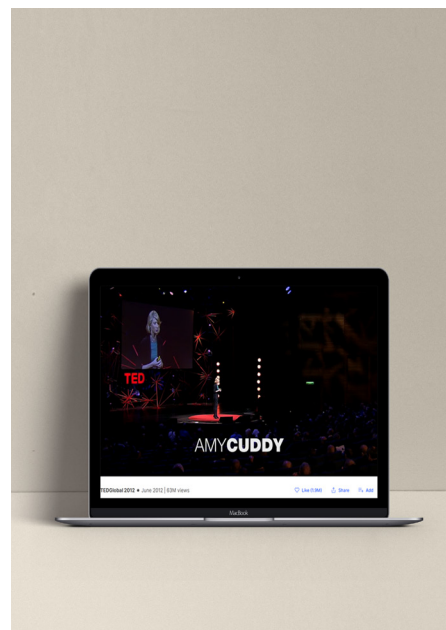 TED
AMYCUDDY
TEDGlobal 2012 • June 2012 | 63M views
Like (1.9M)
Share
Add
MacBook